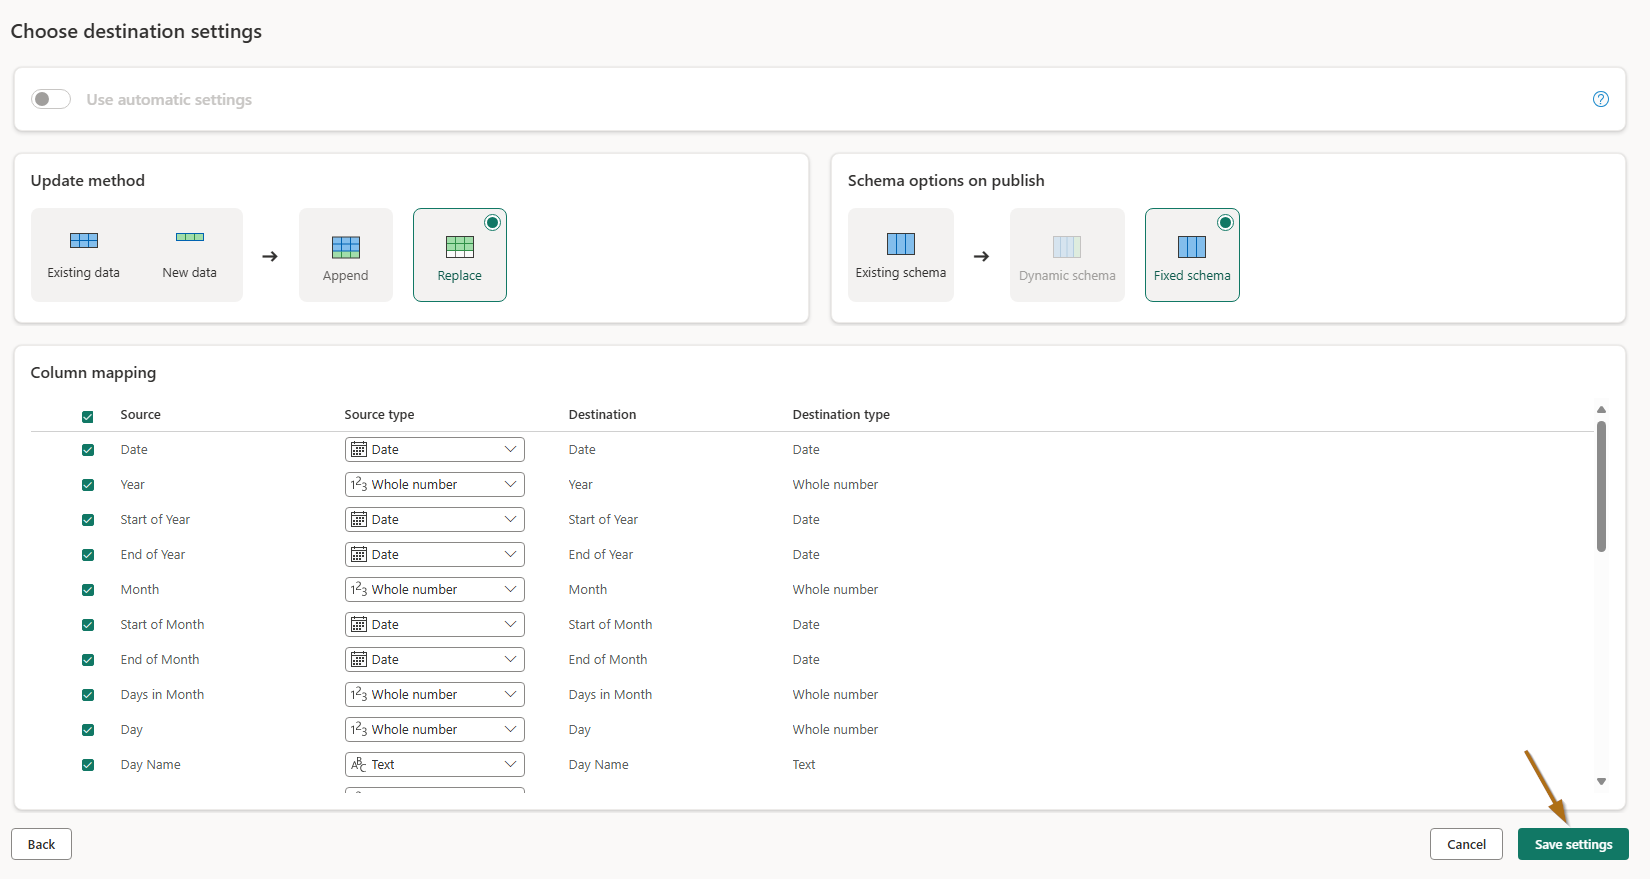 Choose destination settings
Use automatic settings
?
Update method
Existing data
New data
Append
Replace
Schema options on publish
Existing schema
Dynamic schema
Fixed schema
Column mapping
Source Source type Destination Destination type
Date Date Date Date
Year 123 Whole number Year Whole number
Start of Year Date Start of Year Date
End of Year Date End of Year Date
Month 123 Whole number Month Whole number
Start of Month Date Start of Month Date
End of Month Date End of Month Date
Days in Month 123 Whole number Days in Month Whole number
Day 123 Whole number Day Whole number
Day Name ABC Text Day Name Text
Back
Cancel
Save settings